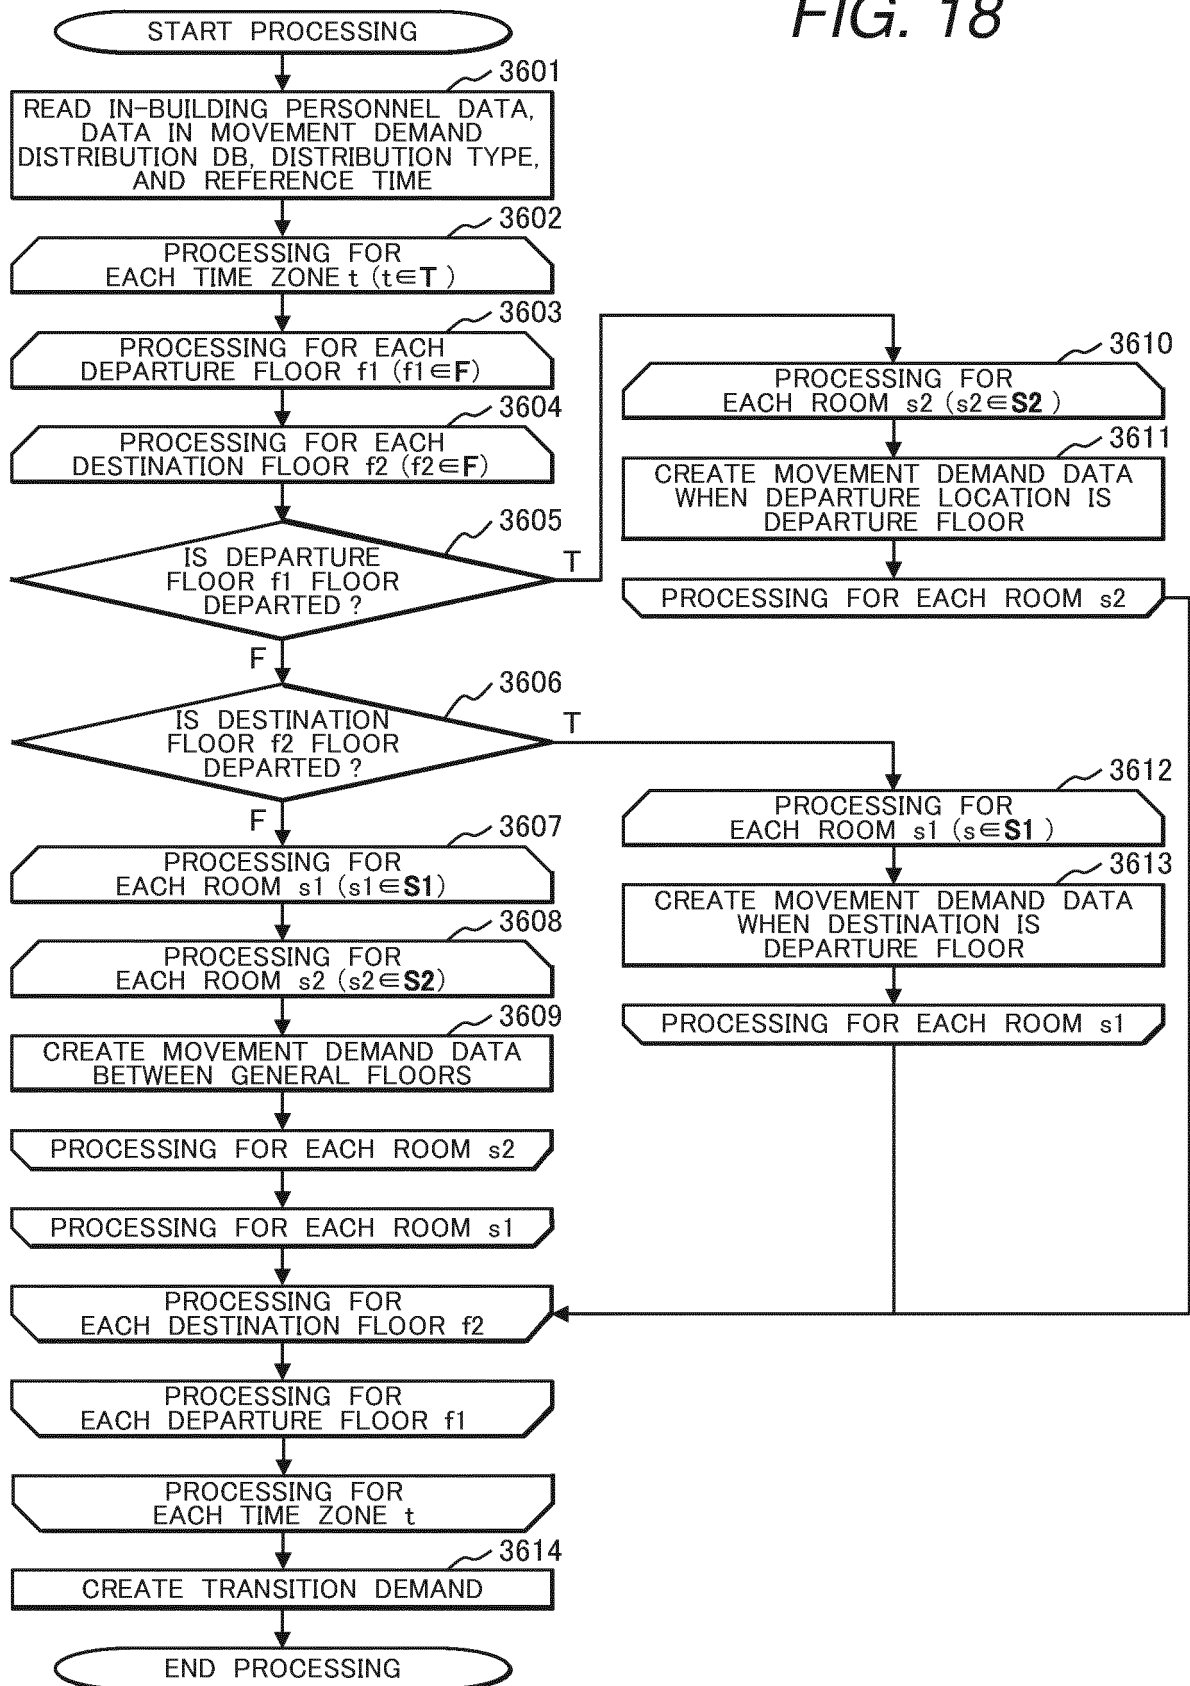 FIG. 18
START PROCESSING
3601
READ IN-BUILDING PERSONNEL DATA,
DATA IN MOVEMENT DEMAND
DISTRIBUTION DB, DISTRIBUTION TYPE,
AND REFERENCE TIME
3602
PROCESSING FOR
EACH TIME ZONE t (t∈T)
3603
PROCESSING FOR EACH
DEPARTURE FLOOR f1 (f1∈F)
3604
PROCESSING FOR EACH
DESTINATION FLOOR f2 (f2∈F)
3605
IS DEPARTURE
FLOOR f1 FLOOR
DEPARTED?
T
F
3606
IS DESTINATION
FLOOR f2 FLOOR
DEPARTED?
T
F
3607
PROCESSING FOR
EACH ROOM s1 (s1∈S1)
3608
PROCESSING FOR
EACH ROOM s2 (s2∈S2)
3609
CREATE MOVEMENT DEMAND DATA
BETWEEN GENERAL FLOORS
PROCESSING FOR EACH ROOM s2
PROCESSING FOR EACH ROOM s1
PROCESSING FOR
EACH DESTINATION FLOOR f2
PROCESSING FOR
EACH DEPARTURE FLOOR f1
PROCESSING FOR
EACH TIME ZONE t
3614
CREATE TRANSITION DEMAND
END PROCESSING
3610
PROCESSING FOR
EACH ROOM s2 (s2∈S2)
3611
CREATE MOVEMENT DEMAND DATA
WHEN DEPARTURE LOCATION IS
DEPARTURE FLOOR
PROCESSING FOR EACH ROOM s2
3612
PROCESSING FOR
EACH ROOM s1 (s∈S1)
3613
CREATE MOVEMENT DEMAND DATA
WHEN DESTINATION IS
DEPARTURE FLOOR
PROCESSING FOR EACH ROOM s1